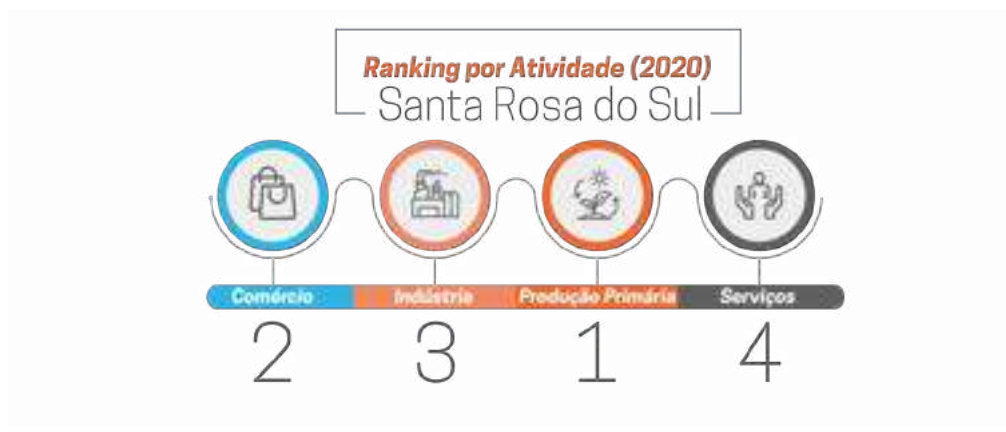 Ranking por Atividade (2020)
Santa Rosa do Sul
Comércio Indústria Produção Primária Serviços
2 3 1 4